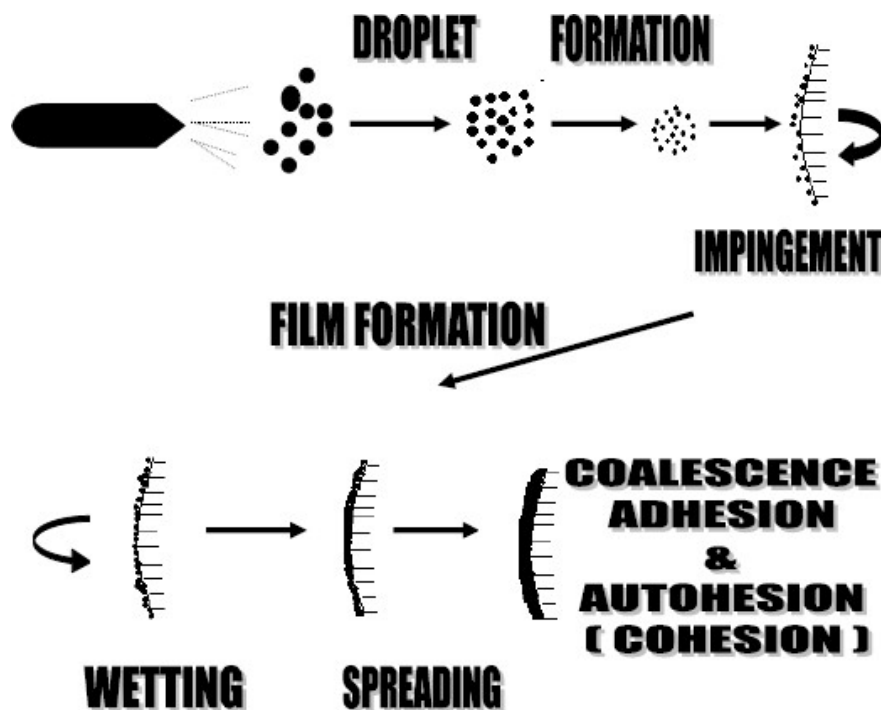 DROPLET FORMATION
IMPINGEMENT
FILM FORMATION
COALESCENCE
ADHESION
&
AUTOHESION
( COHESION )
WETTING SPREADING